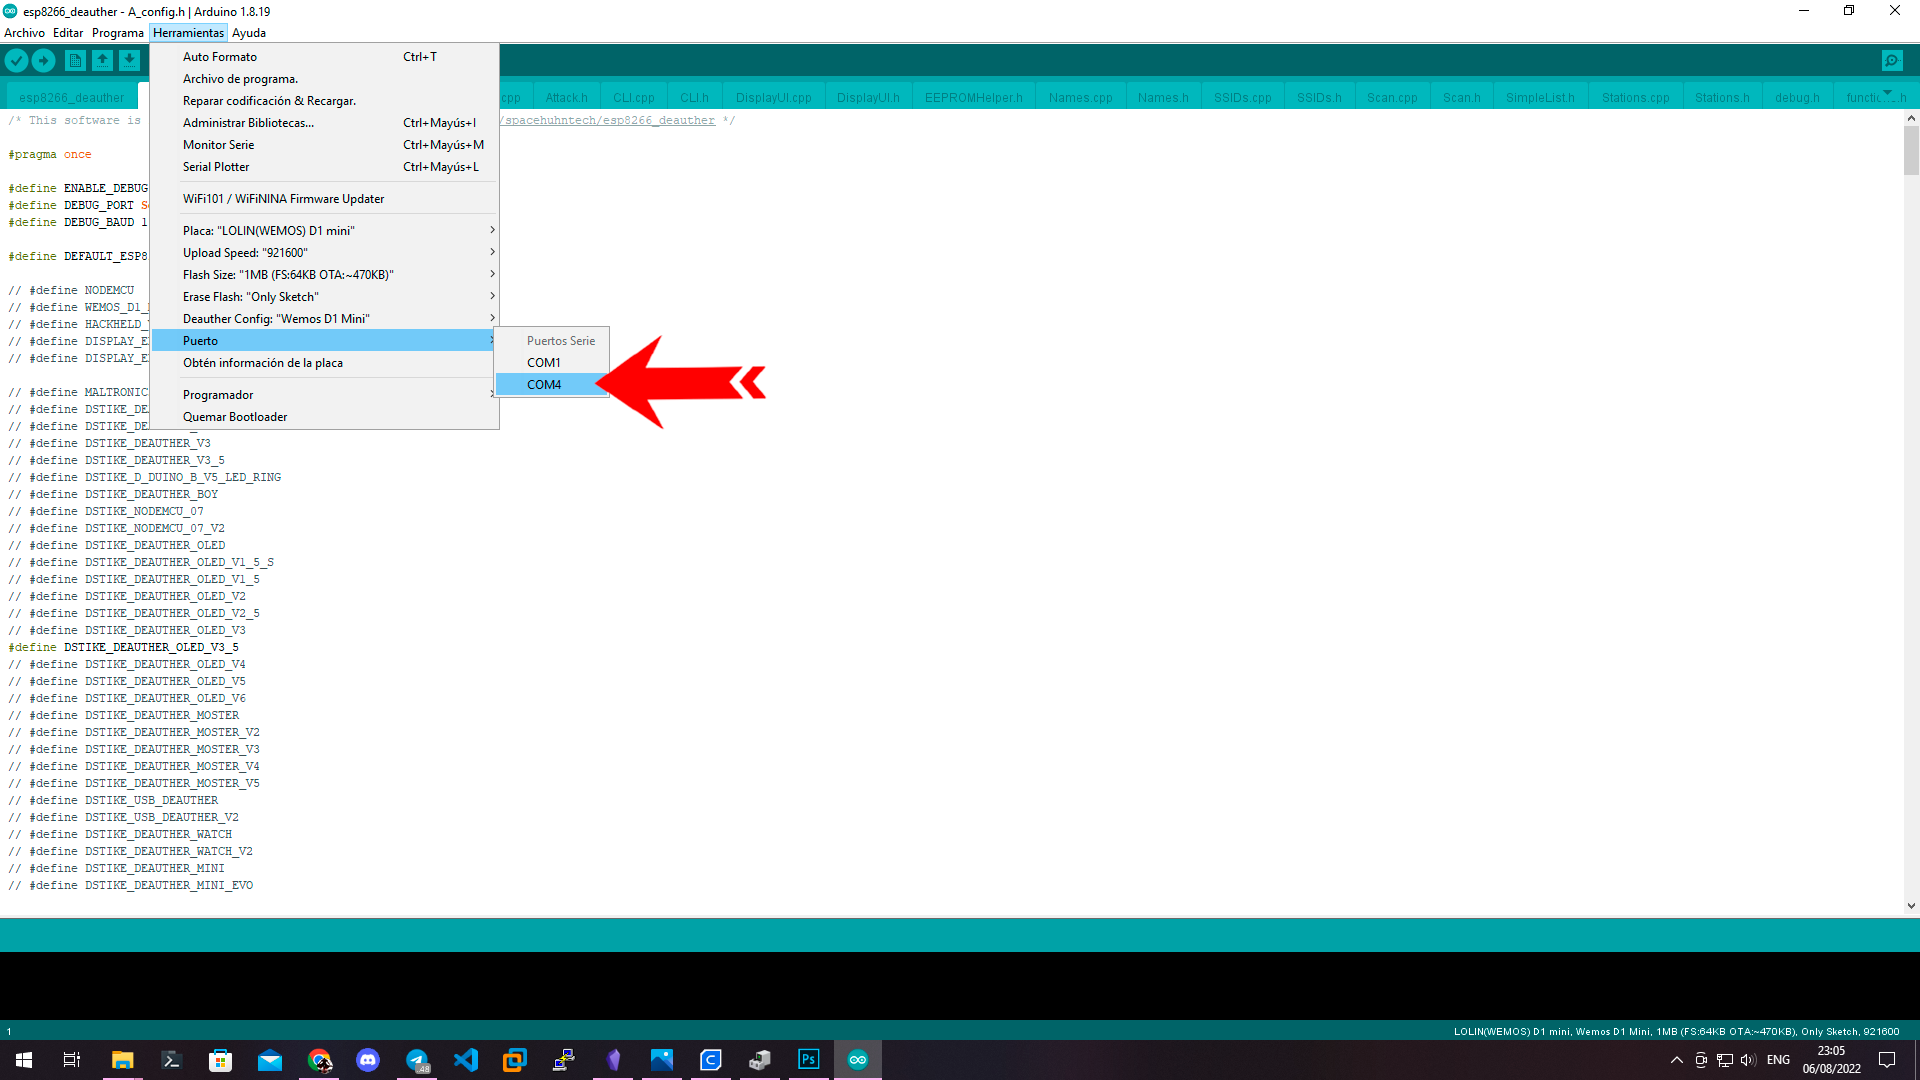 esp8266_deauther - A_config.h | Arduino 1.8.19
Archivo Editar Programa Herramientas Ayuda
esp8266_deauther cpp Attack.h CLI.cpp CLI.h DisplayUI.cpp DisplayUI.h EEPROMHelper.h Names.cpp Names.h SSIDs.cpp SSIDs.h Scan.cpp Scan.h SimpleList.h Stations.cpp Stations.h debug.h functio h
Auto Formato Ctrl+T
Archivo de programa.
Reparar codificación & Recargar.
Administrar Bibliotecas... Ctrl+Mayús+I
Monitor Serie Ctrl+Mayús+M
Serial Plotter Ctrl+Mayús+L
WiFi101 / WiFiNINA Firmware Updater
Placa: "LOLIN(WEMOS) D1 mini"
Upload Speed: "921600"
Flash Size: "1MB (FS:64KB OTA:~470KB)"
Erase Flash: "Only Sketch"
Deauther Config: "Wemos D1 Mini"
Puerto
Obtén información de la placa
Programador
Quemar Bootloader
Puertos Serie
COM1
COM4
/* This software is /spacehuhntech/esp8266_deauther */
#pragma once
#define ENABLE_DEBUG
#define DEBUG_PORT S
#define DEBUG_BAUD 1
#define DEFAULT_ESP8
// #define NODEMCU
// #define WEMOS_D1_
// #define HACKHELD_
// #define DISPLAY_E
// #define DISPLAY_E
// #define MALTRONIC
// #define DSTIKE_DE
// #define DSTIKE_DE
// #define DSTIKE_DEAUTHER_V3
// #define DSTIKE_DEAUTHER_V3_5
// #define DSTIKE_D_DUINO_B_V5_LED_RING
// #define DSTIKE_DEAUTHER_BOY
// #define DSTIKE_NODEMCU_07
// #define DSTIKE_NODEMCU_07_V2
// #define DSTIKE_DEAUTHER_OLED
// #define DSTIKE_DEAUTHER_OLED_V1_5_S
// #define DSTIKE_DEAUTHER_OLED_V1_5
// #define DSTIKE_DEAUTHER_OLED_V2
// #define DSTIKE_DEAUTHER_OLED_V2_5
// #define DSTIKE_DEAUTHER_OLED_V3
#define DSTIKE_DEAUTHER_OLED_V3_5
// #define DSTIKE_DEAUTHER_OLED_V4
// #define DSTIKE_DEAUTHER_OLED_V5
// #define DSTIKE_DEAUTHER_OLED_V6
// #define DSTIKE_DEAUTHER_MOSTER
// #define DSTIKE_DEAUTHER_MOSTER_V2
// #define DSTIKE_DEAUTHER_MOSTER_V3
// #define DSTIKE_DEAUTHER_MOSTER_V4
// #define DSTIKE_DEAUTHER_MOSTER_V5
// #define DSTIKE_USB_DEAUTHER
// #define DSTIKE_USB_DEAUTHER_V2
// #define DSTIKE_DEAUTHER_WATCH
// #define DSTIKE_DEAUTHER_WATCH_V2
// #define DSTIKE_DEAUTHER_MINI
// #define DSTIKE_DEAUTHER_MINI_EVO
1 LOLIN(WEMOS) D1 mini, Wemos D1 Mini, 1MB (FS:64KB OTA:~470KB), Only Sketch, 921600
.48
Ps
ENG
23:05
06/08/2022